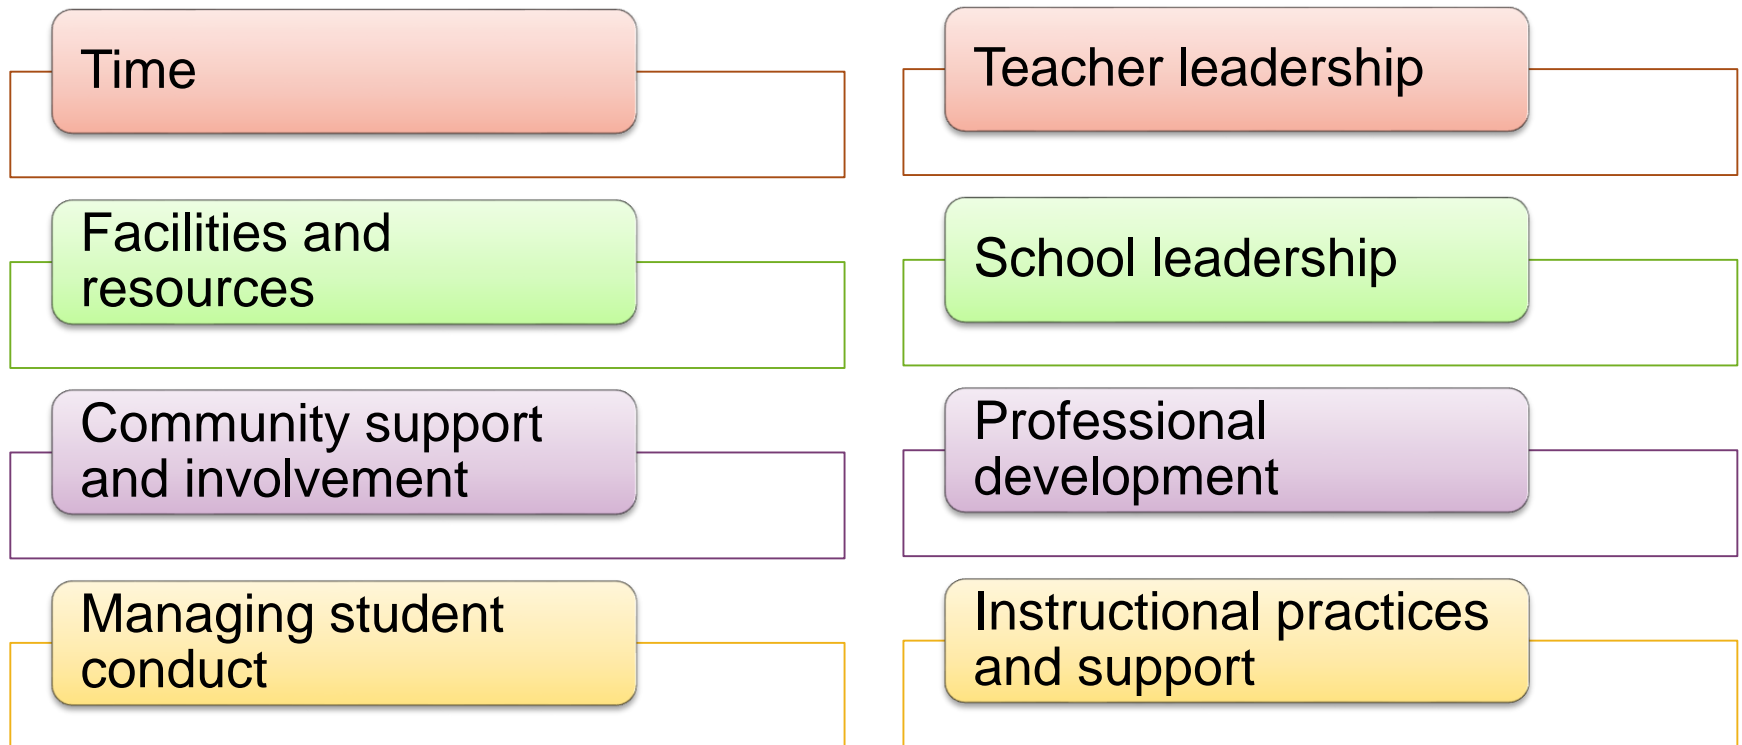 Time
Facilities and
resources
Community support
and involvement
Managing student
conduct
Teacher leadership
School leadership
Professional
development
Instructional practices
and support